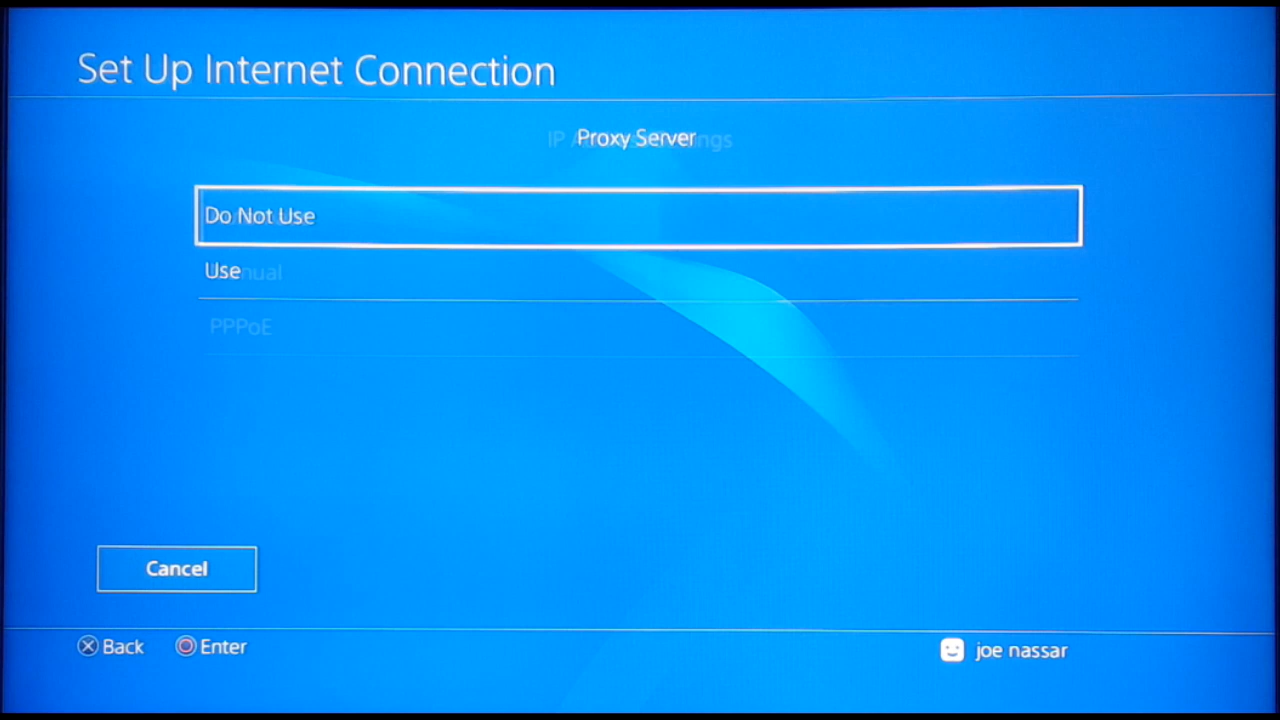 Set Up Internet Connection
Proxy Server
Do Not Use
Use
PPPoE
Cancel
Back
Enter
joe nassar